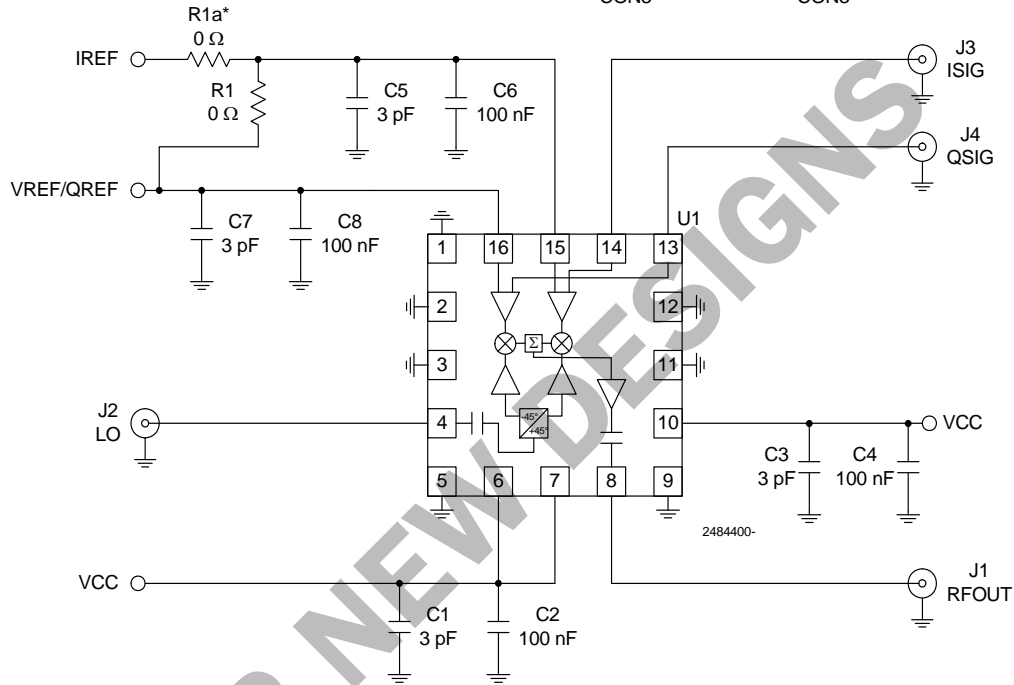 R1a*
0 Ω
IREF
R1
0 Ω
C5
3 pF
C6
100 nF
J3
ISIG
J4
QSIG
VREF/QREF
C7
3 pF
C8
100 nF
U1
1
16
15
14
13
2
12
3
11
Σ
J2
LO
4
-45°
+45°
10
VCC
C3
3 pF
C4
100 nF
5
6
7
8
9
2484400-
VCC
C1
3 pF
C2
100 nF
J1
RFOUT
NEW DESIGNS